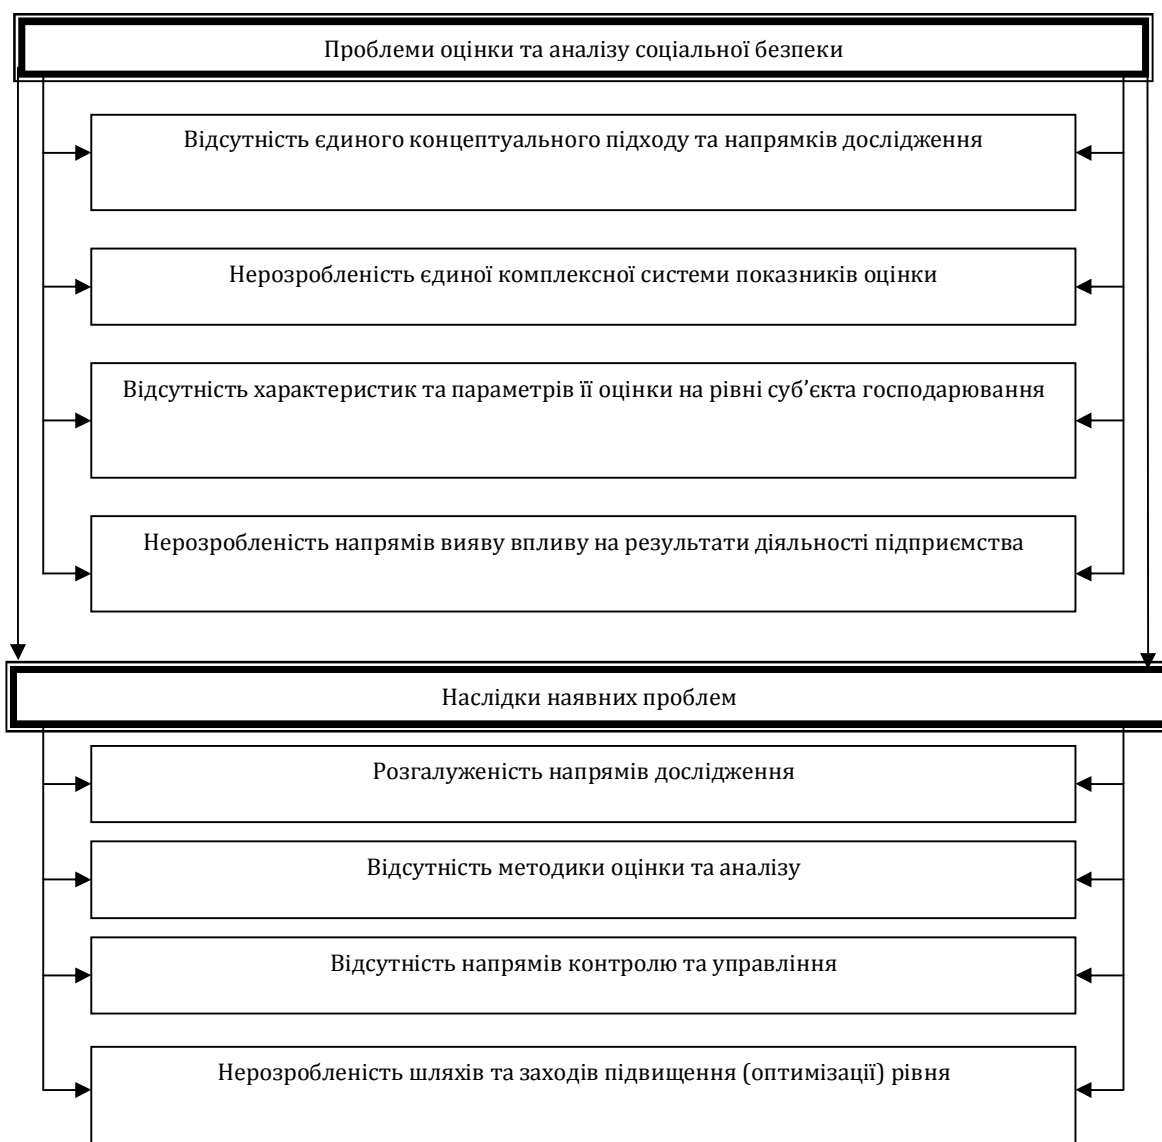 Проблеми оцінки та аналізу соціальної безпеки
Відсутність єдиного концептуального підходу та напрямків дослідження
Нерозробленість єдиної комплексної системи показників оцінки
Відсутність характеристик та параметрів її оцінки на рівні суб’єкта господарювання
Нерозробленість напрямів вияву впливу на результати діяльності підприємства
Наслідки наявних проблем
Розгалуженість напрямів дослідження
Відсутність методики оцінки та аналізу
Відсутність напрямів контролю та управління
Нерозробленість шляхів та заходів підвищення (оптимізації) рівня